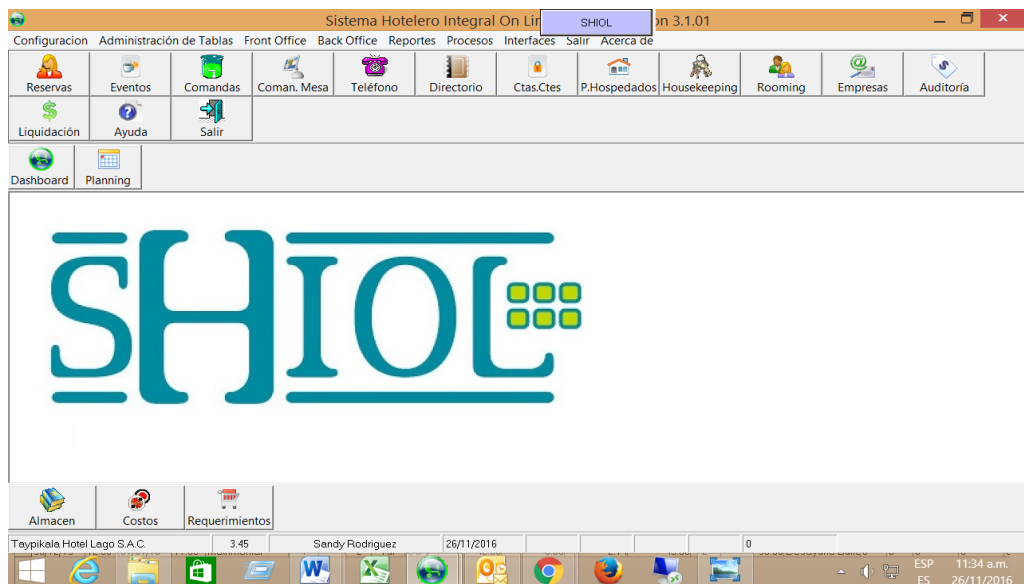 Sistema Hotelero Integral On Lin
SHIOL
on 3.1.01
Configuracion Administración de Tablas Front Office Back Office Reportes Procesos Interfaces Salir Acerca de
Reservas Eventos Comandas Coman. Mesa Teléfono Directorio Ctas.Ctes P.Hospedados Housekeeping Rooming Empresas Auditoría
Liquidación Ayuda Salir
Dashboard Planning
SHIOL
Almacen Costos Requerimientos
Taypikala Hotel Lago S.A.C. 3.45 Sandy Rodriguez 26/11/2016 0
ESP 11:34 a.m.
ES 26/11/2016